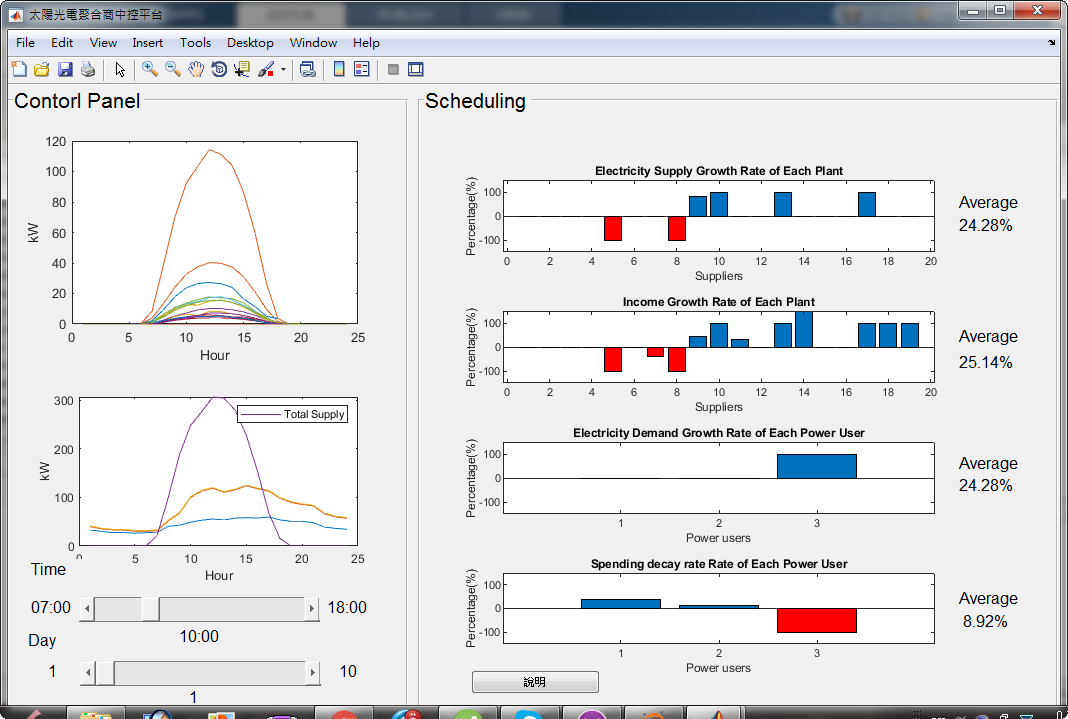 太陽光電聚合商中控平台
File Edit View Insert Tools Desktop Window Help
Contorl Panel
120
100
80
60
40
20
0
kW
0 5 10 15 20 25
Hour
300
200
100
0
kW
Total Supply
5 10 15 20 25
Hour
Time
07:00
18:00
10:00
Day
1
10
1
Scheduling
Electricity Supply Growth Rate of Each Plant
Percentage(%)
100
0
-100
0 2 4 6 8 10 12 14 16 18 20
Suppliers
Average
24.28%
Income Growth Rate of Each Plant
Percentage(%)
100
0
-100
0 2 4 6 8 10 12 14 16 18 20
Suppliers
Average
25.14%
Electricity Demand Growth Rate of Each Power User
Percentage(%)
100
0
-100
1 2 3
Power users
Average
24.28%
Spending decay rate Rate of Each Power User
Percentage(%)
100
0
-100
1 2 3
Power users
Average
8.92%
說明